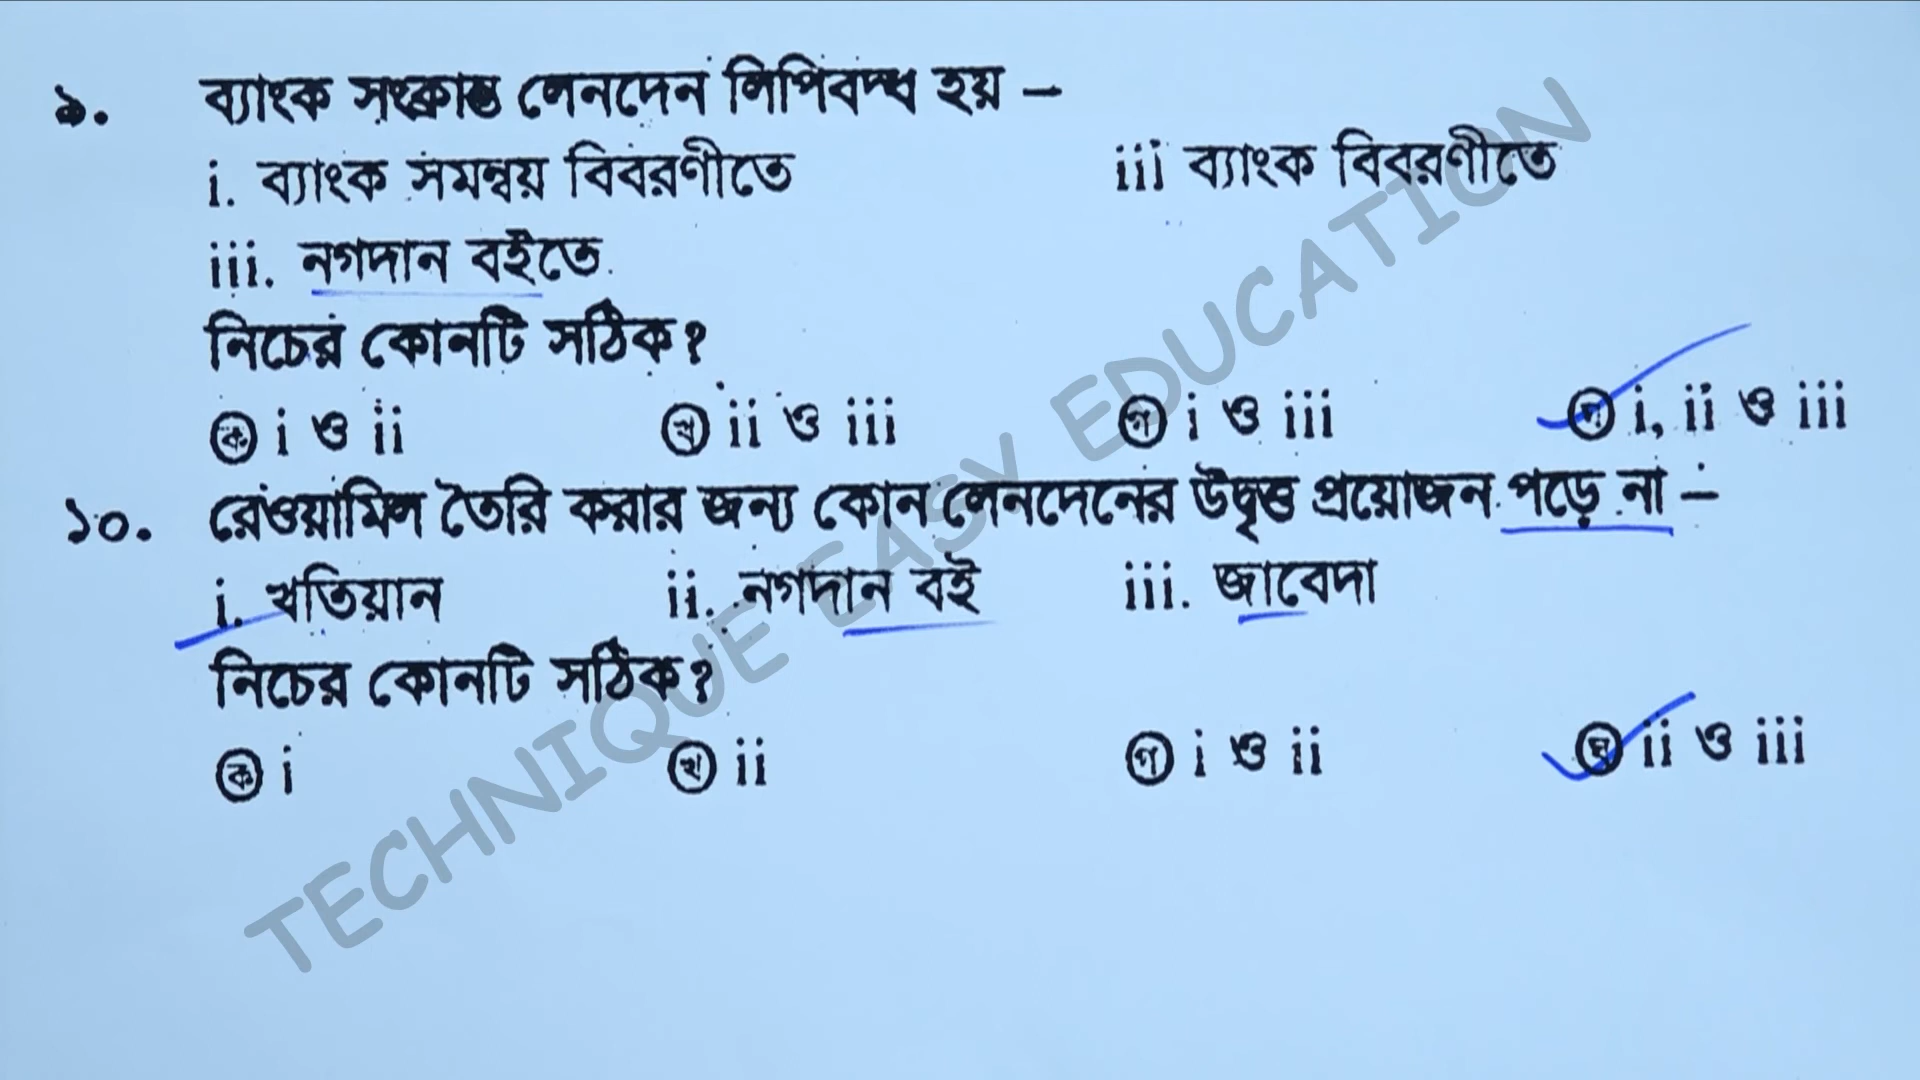 ৯. ব্যাংক সংক্রান্ত লেনদেন লিপিবদ্ধ হয় –
i. ব্যাংক সমন্বয় বিবরণীতে iii ব্যাংক বিবরণীতে
iii. নগদান বইতে
নিচের কোনটি সঠিক?
ক i ও ii খ ii ও iii গ i ও iii ঘ i, ii ও iii
১০. রেওয়ামিল তৈরি করার জন্য কোন লেনদেনের উদ্বৃত্ত প্রয়োজন পড়ে না –
i. খতিয়ান ii. নগদান বই iii. জাবেদা
নিচের কোনটি সঠিক?
ক i খ ii গ i ও ii ঘ ii ও iii
TECHNIQUE EASY EDUCATION